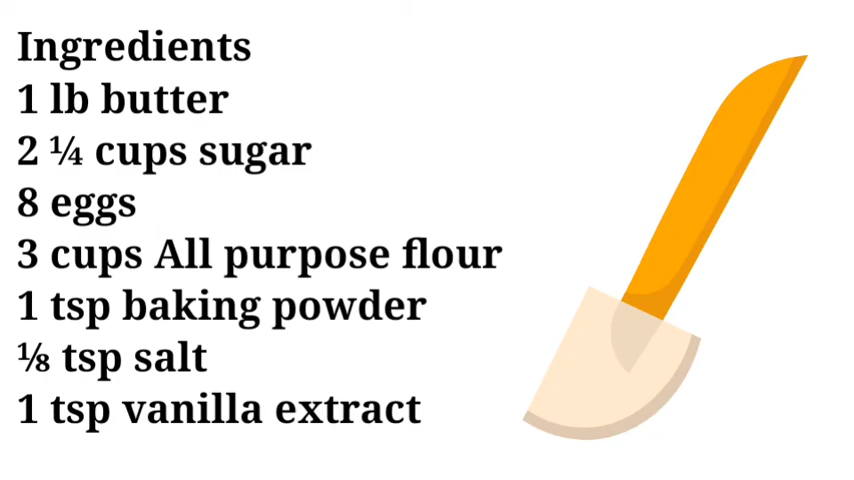 Ingredients
1 lb butter
2 ¼ cups sugar
8 eggs
3 cups All purpose flour
1 tsp baking powder
⅛ tsp salt
1 tsp vanilla extract